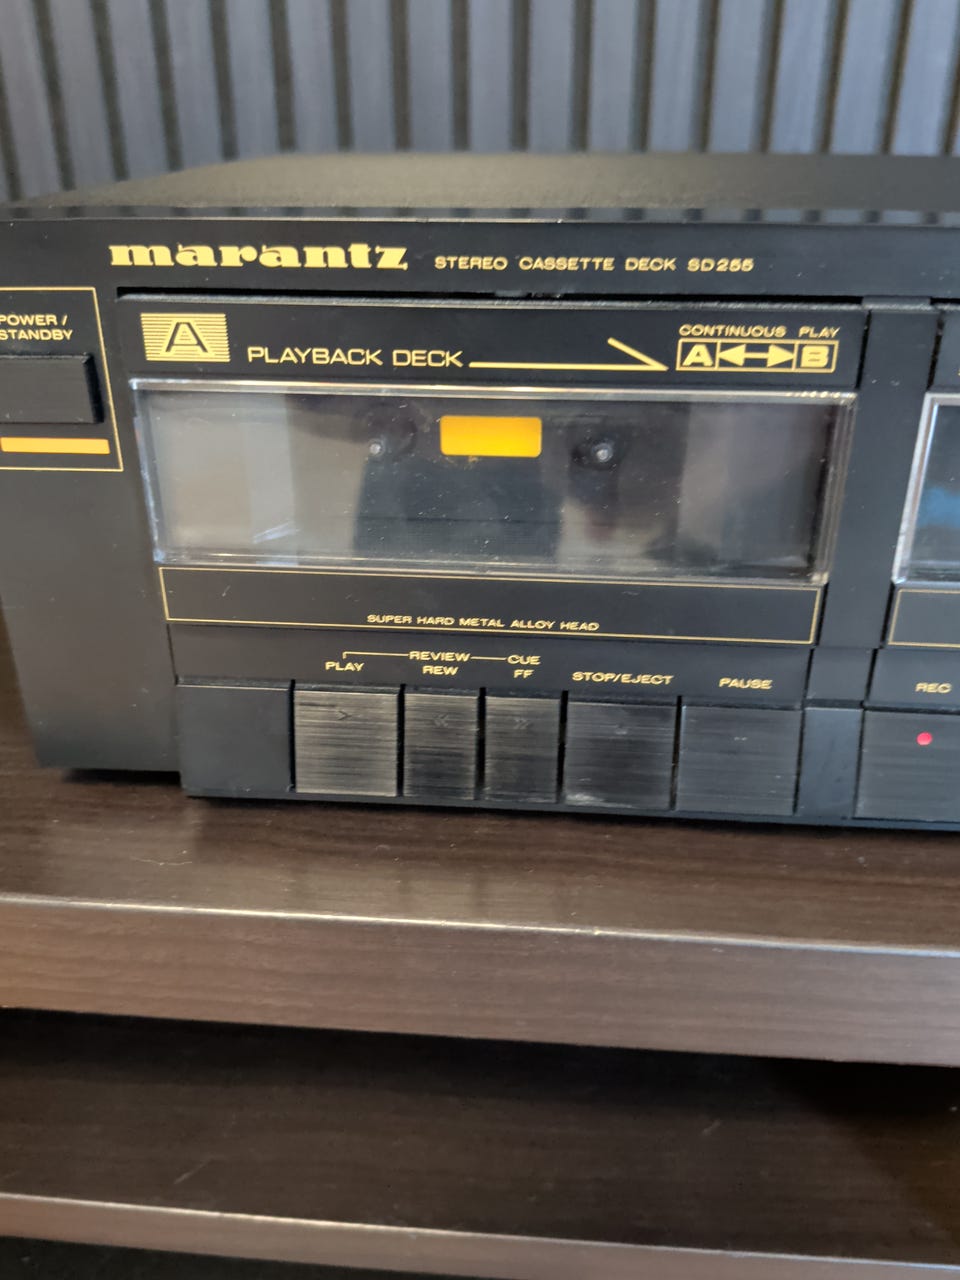 marantz STEREO CASSETTE DECK SD255
POWER /
STANDBY
A PLAYBACK DECK
CONTINUOUS PLAY
A B
SUPER HARD METAL ALLOY HEAD
PLAY REVIEW CUE
REW FF
STOP/EJECT
PAUSE
REC